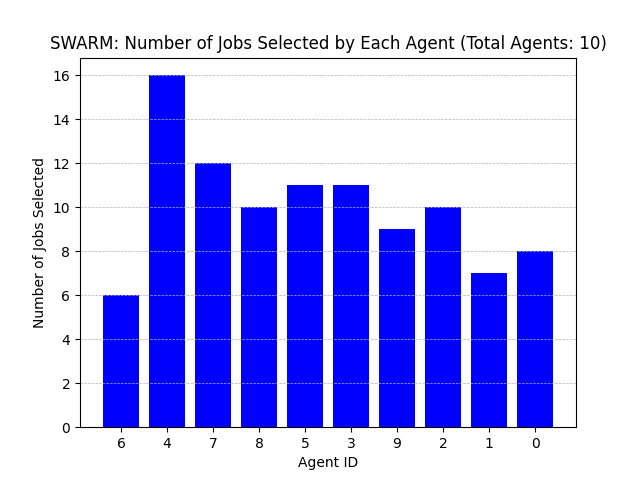 SWARM: Number of Jobs Selected by Each Agent (Total Agents: 10)
Number of Jobs Selected
16
14
12
10
8
6
4
2
0
6 4 7 8 5 3 9 2 1 0
Agent ID